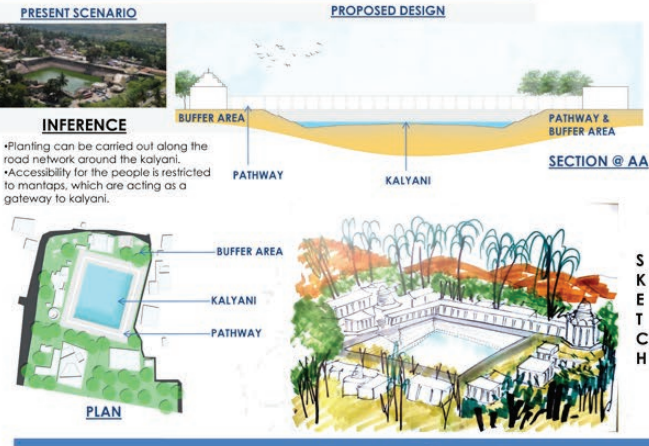 PRESENT SCENARIO
PROPOSED DESIGN
BUFFER AREA
PATHWAY &
BUFFER AREA
PATHWAY
KALYANI
SECTION @ AA
INFERENCE
•Planting can be carried out along the
road network around the kalyani.
•Accessibility for the people is restricted
to mantaps, which are acting as a
gateway to kalyani.
BUFFER AREA
KALYANI
PATHWAY
PLAN
SKETCH